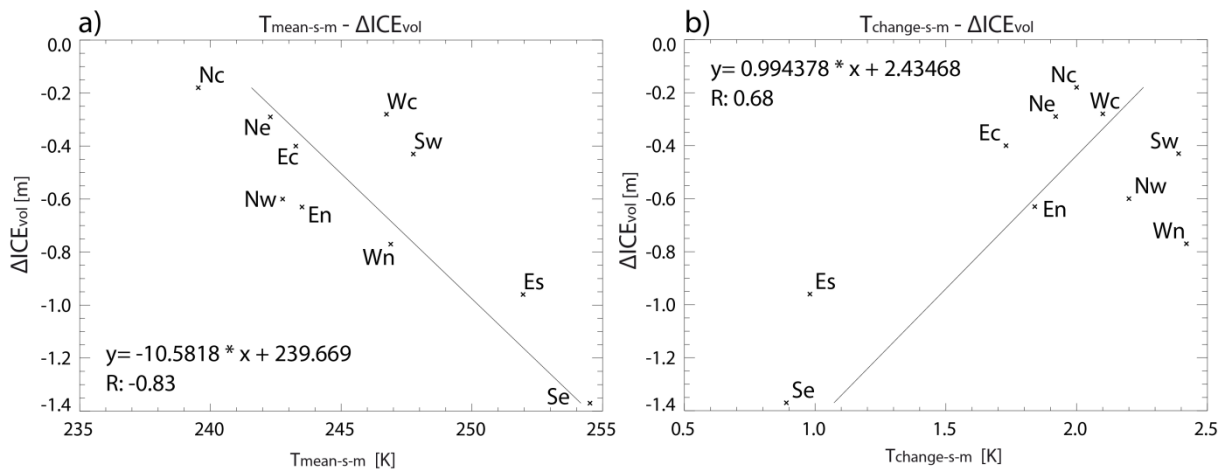 a)
Tmean-s-m - ΔICEvol
0.0
-0.2
-0.4
-0.6
-0.8
-1.0
-1.2
-1.4
ΔICEvol [m]
Nc
Wc
Ne
Sw
Ec
Nw
En
Wn
Es
Se
y= -10.5818 * x + 239.669
R: -0.83
235
240
245
250
255
Tmean-s-m [K]
b)
Tchange-s-m - ΔICEvol
0.0
-0.2
-0.4
-0.6
-0.8
-1.0
-1.2
-1.4
ΔICEvol [m]
y= 0.994378 * x + 2.43468
R: 0.68
Nc
Ne
Wc
Ec
Sw
Nw
En
Wn
Es
Se
0.5
1.0
1.5
2.0
2.5
Tchange-s-m [K]